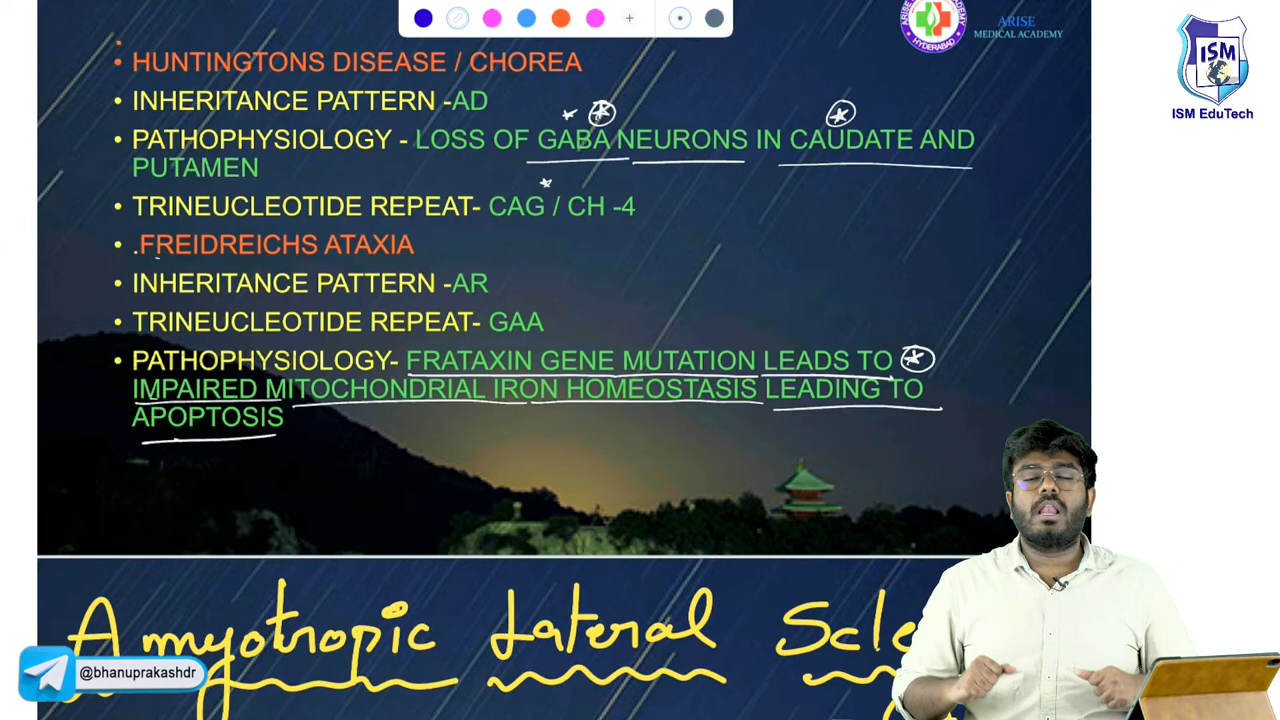 ARISE
MEDICAL ACADEMY
HYDERABAD
ISM
ISM EduTech
• HUNTINGTONS DISEASE / CHOREA
• INHERITANCE PATTERN -AD
• PATHOPHYSIOLOGY - LOSS OF GABA NEURONS IN CAUDATE AND
PUTAMEN
• TRINEUCLEOTIDE REPEAT- CAG / CH -4
• .FREIDREICHS ATAXIA
• INHERITANCE PATTERN -AR
• TRINEUCLEOTIDE REPEAT- GAA
• PATHOPHYSIOLOGY- FRATAXIN GENE MUTATION LEADS TO
IMPAIRED MITOCHONDRIAL IRON HOMEOSTASIS LEADING TO
APOPTOSIS
Amyotropic Lateral Scle
@bhanuprakashdr